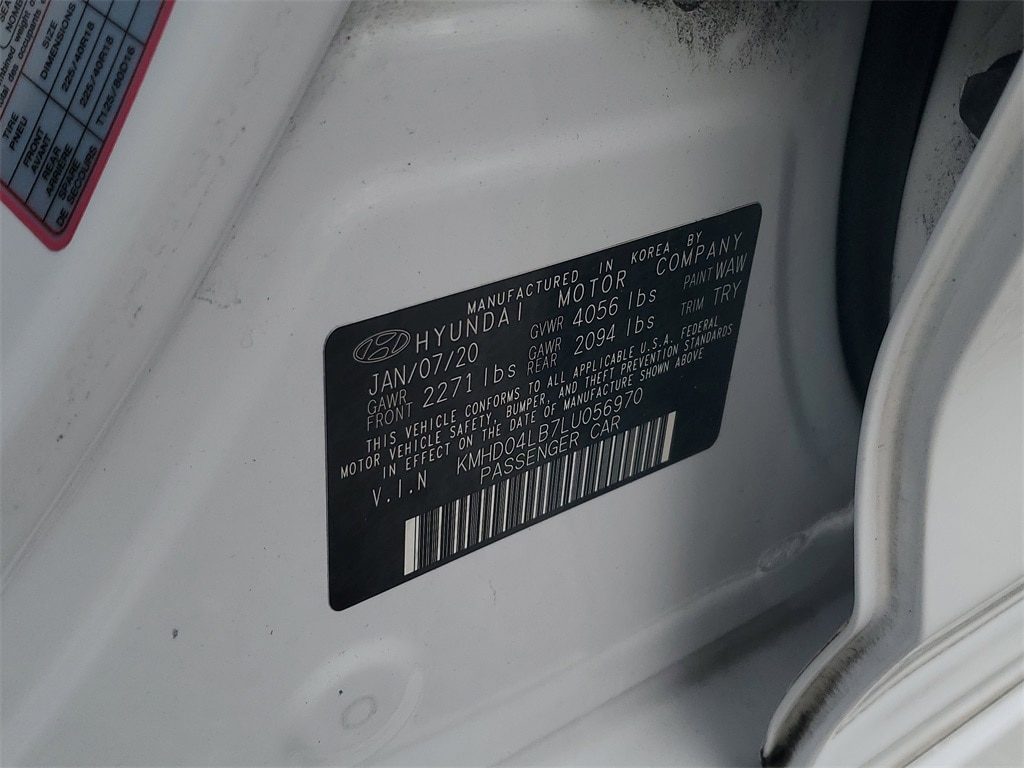 SIZE
DIMENSIONS
TIRE
PNEU
FRONT
AVANT
225/40R18
REAR
ARRIERE
225/40R18
SPARE
DE SECOURS
T125/80D16
MANUFACTURED IN KOREA BY
HYUNDAI MOTOR COMPANY
JAN/07/20 GVWR 4056 lbs PAINT WAW
GAWR FRONT 2271 lbs GAWR REAR 2094 lbs TRIM TRY
THIS VEHICLE CONFORMS TO ALL APPLICABLE U.S.A. FEDERAL
MOTOR VEHICLE SAFETY, BUMPER, AND THEFT PREVENTION STANDARDS
IN EFFECT ON THE DATE OF MANUFACTURE SHOWN ABOVE
V.I.N KMHD04LB7LU056970
PASSENGER CAR